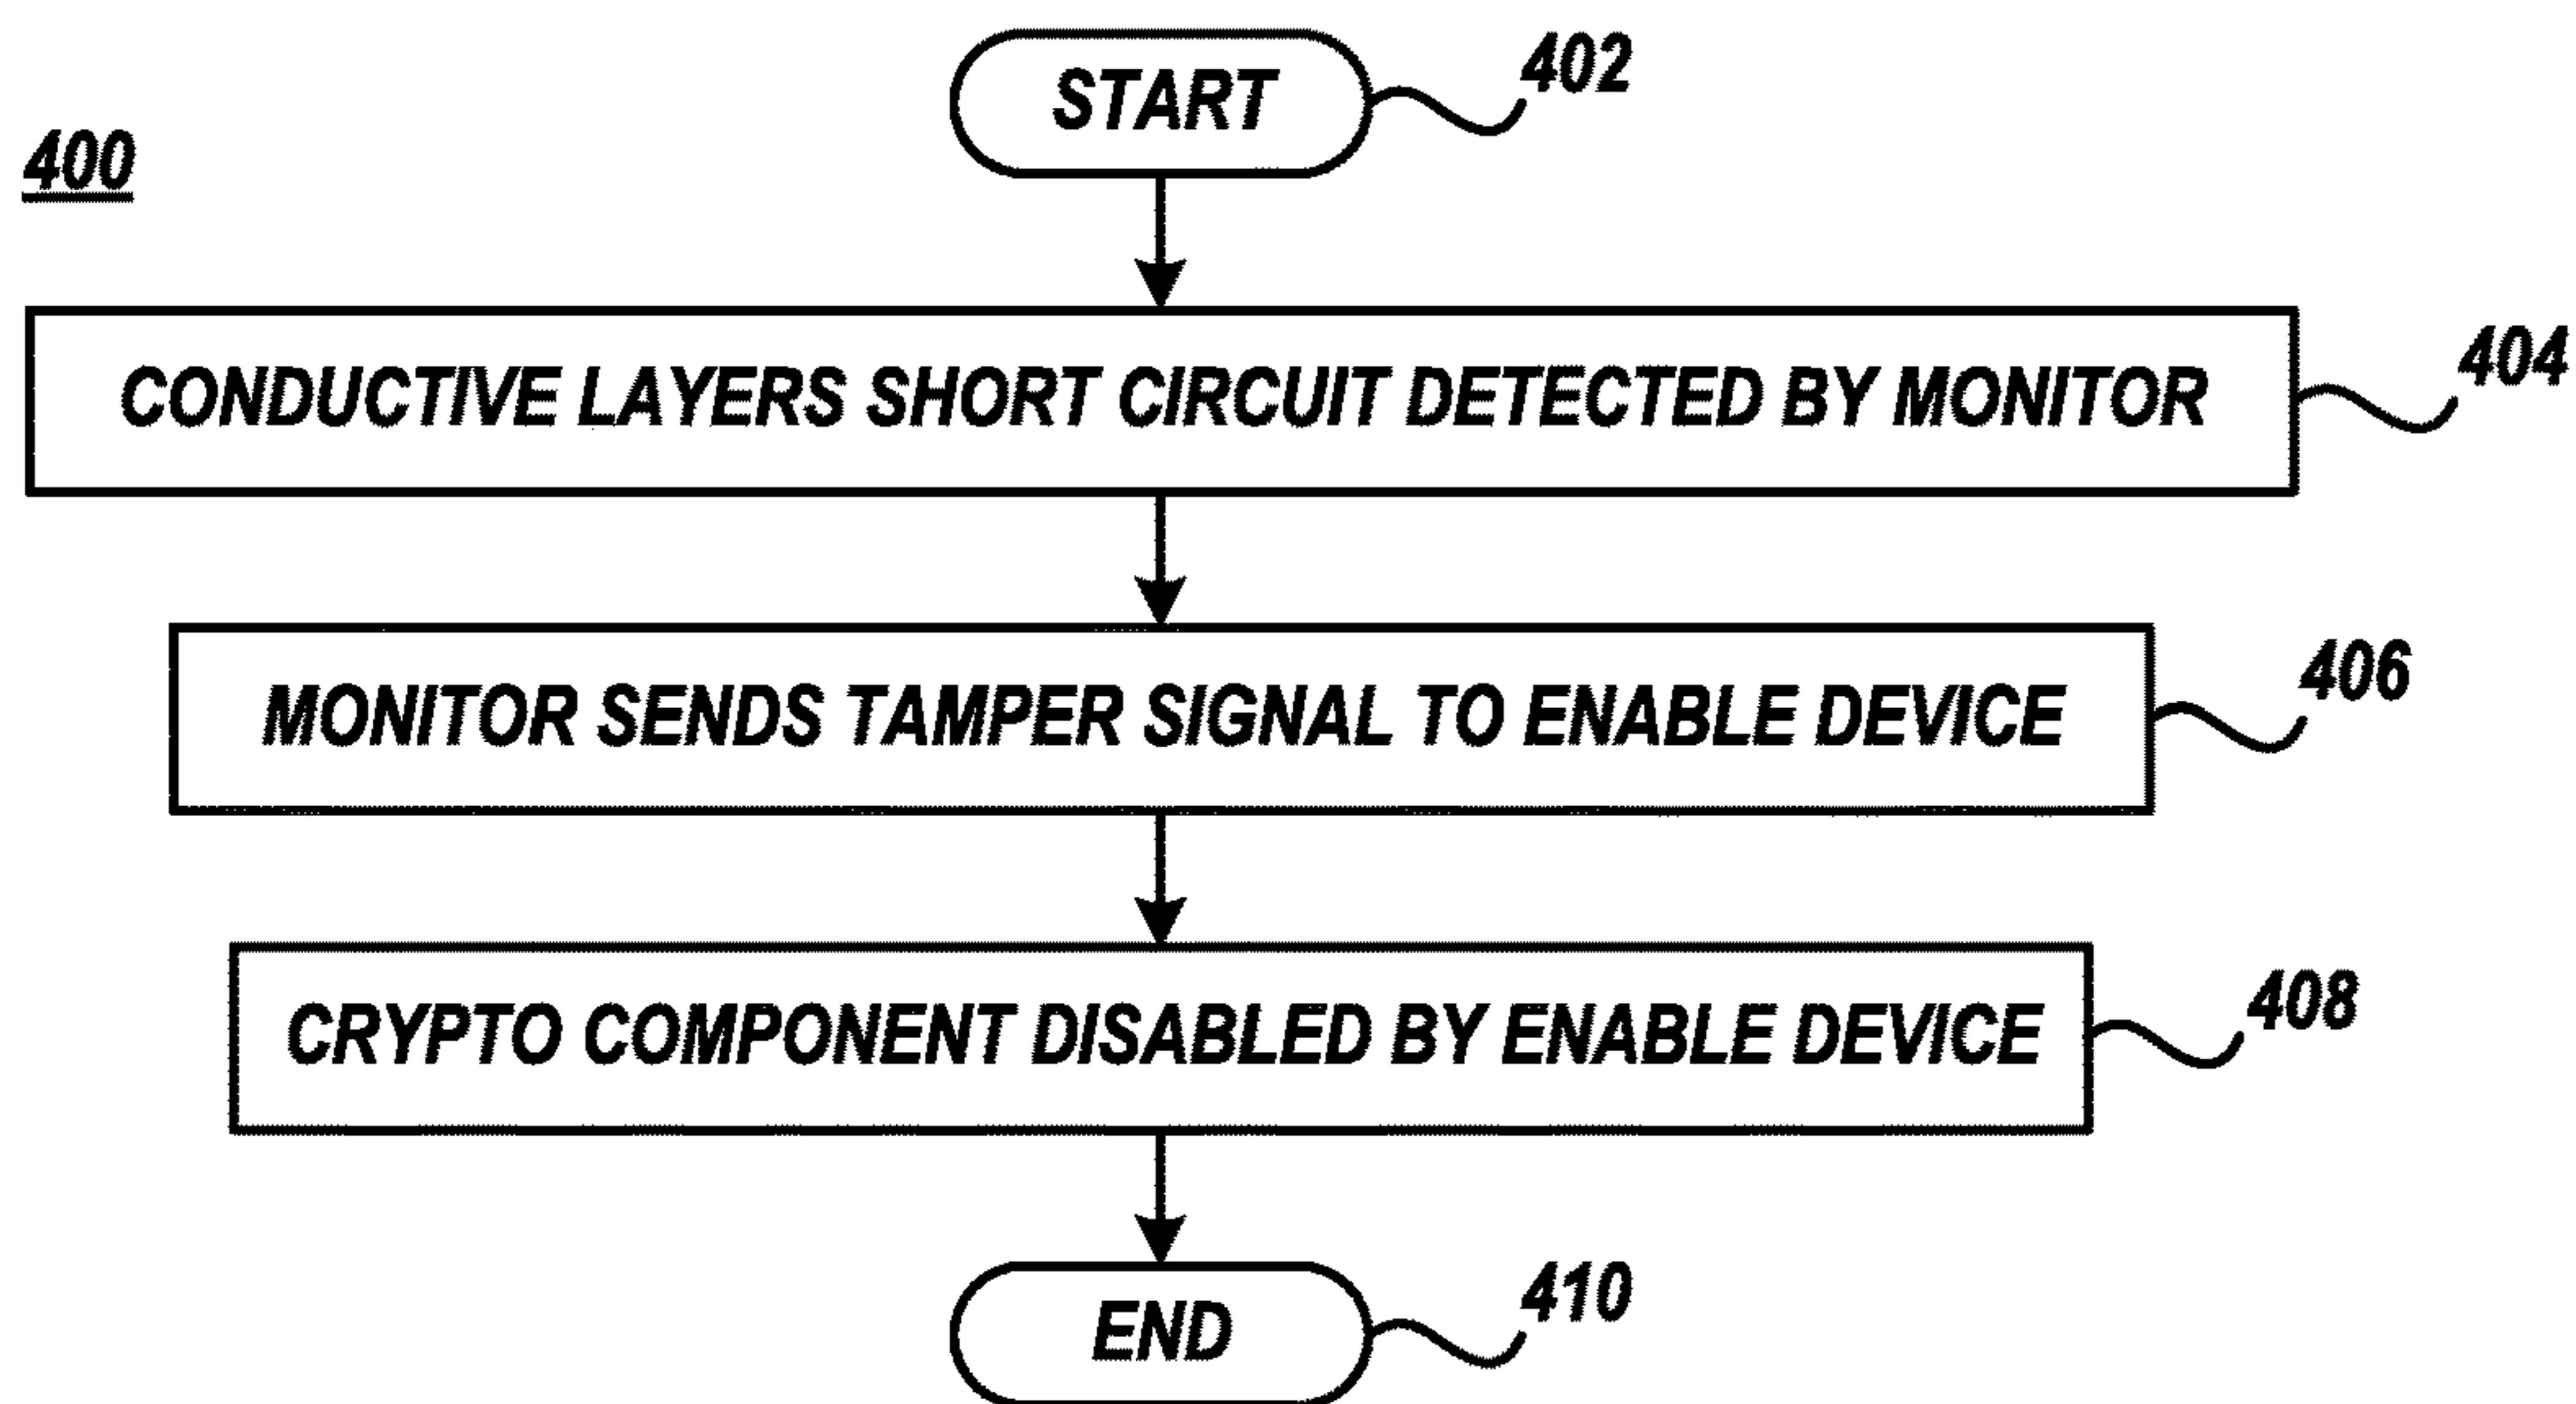 START
402
400
CONDUCTIVE LAYERS SHORT CIRCUIT DETECTED BY MONITOR
404
MONITOR SENDS TAMPER SIGNAL TO ENABLE DEVICE
406
CRYPTO COMPONENT DISABLED BY ENABLE DEVICE
408
END
410